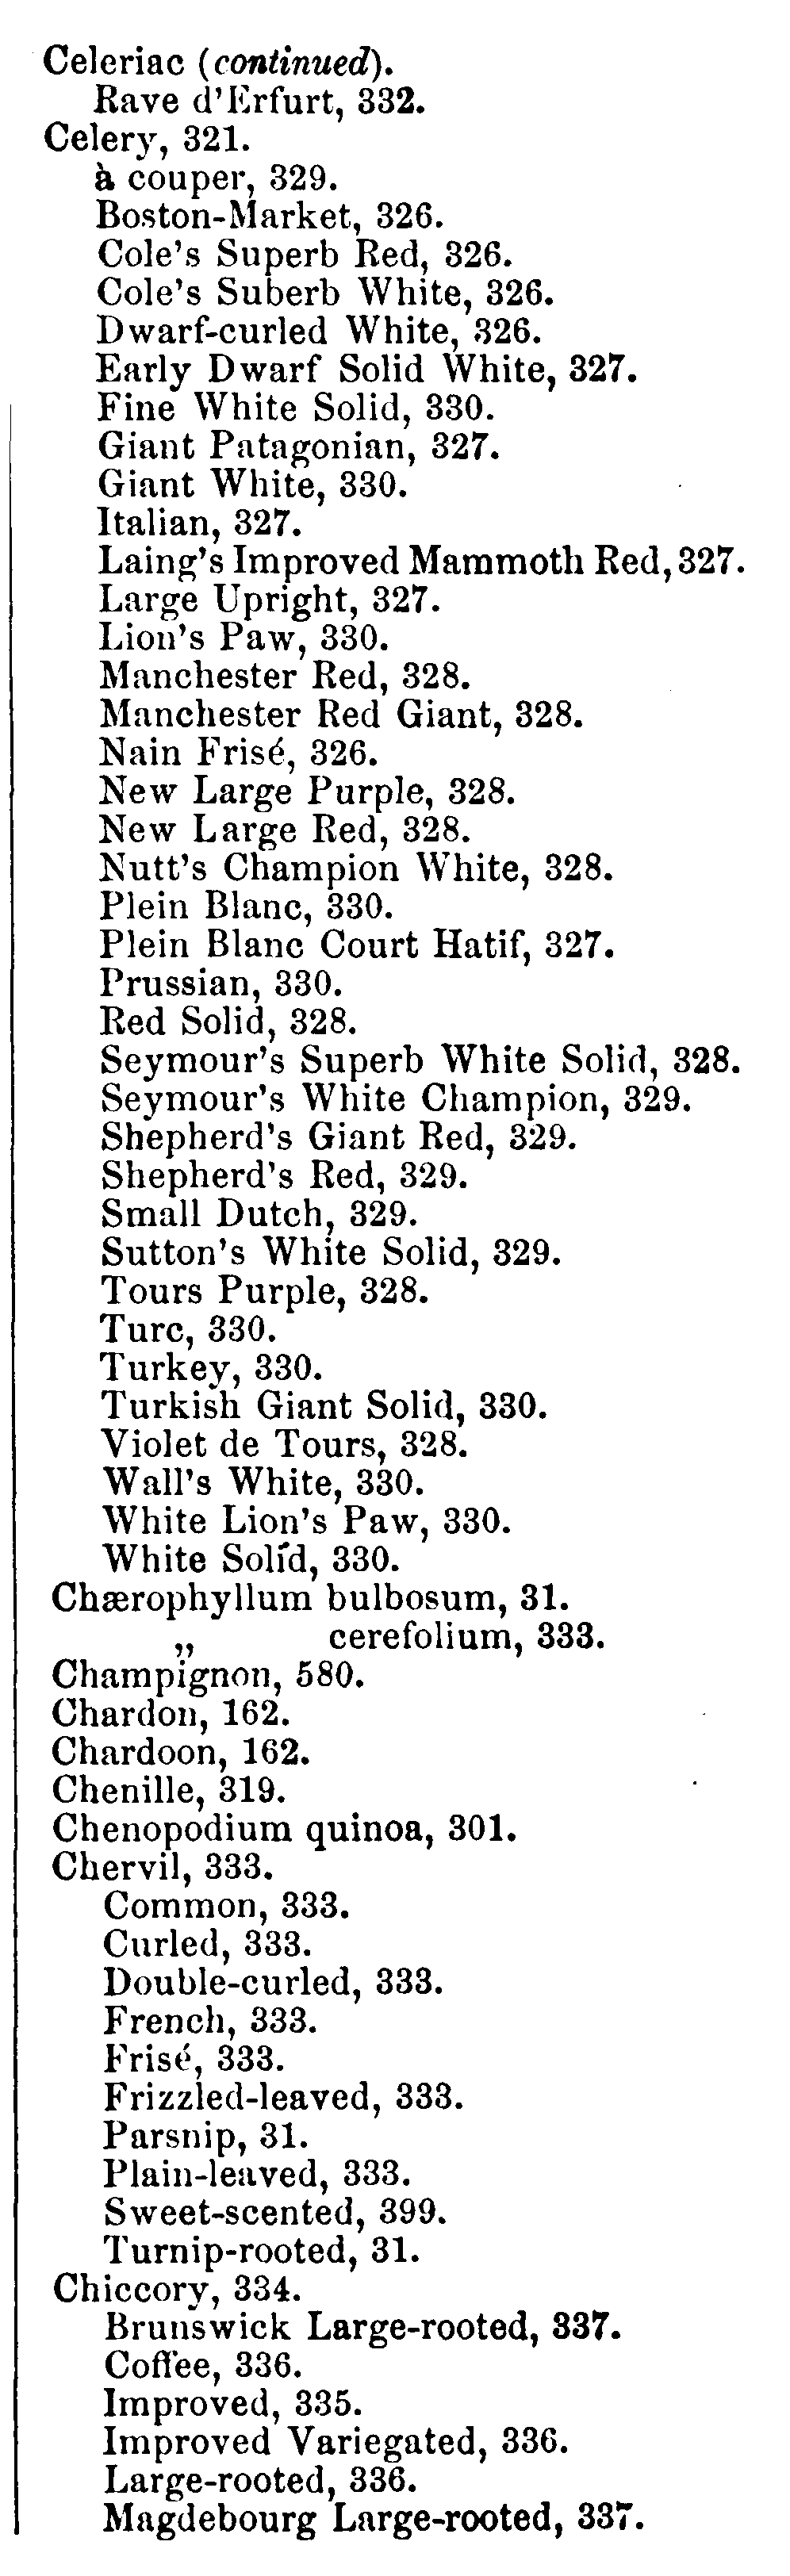 Celeriac (continued).
Rave d'Erfurt, 332.
Celery, 321.
à couper, 329.
Boston-Market, 326.
Cole's Superb Red, 326.
Cole's Suberb White, 326.
Dwarf-curled White, 326.
Early Dwarf Solid White, 327.
Fine White Solid, 330.
Giant Patagonian, 327.
Giant White, 330.
Italian, 327.
Laing's Improved Mammoth Red, 327.
Large Upright, 327.
Lion's Paw, 330.
Manchester Red, 328.
Manchester Red Giant, 328.
Nain Frisé, 326.
New Large Purple, 328.
New Large Red, 328.
Nutt's Champion White, 328.
Plein Blanc, 330.
Plein Blanc Court Hatif, 327.
Prussian, 330.
Red Solid, 328.
Seymour's Superb White Solid, 328.
Seymour's White Champion, 329.
Shepherd's Giant Red, 329.
Shepherd's Red, 329.
Small Dutch, 329.
Sutton's White Solid, 329.
Tours Purple, 328.
Turc, 330.
Turkey, 330.
Turkish Giant Solid, 330.
Violet de Tours, 328.
Wall's White, 330.
White Lion's Paw, 330.
White Solid, 330.
Chærophyllum bulbosum, 31.
„ cerefolium, 333.
Champignon, 580.
Chardon, 162.
Chardoon, 162.
Chenille, 319.
Chenopodium quinoa, 301.
Chervil, 333.
Common, 333.
Curled, 333.
Double-curled, 333.
French, 333.
Frisé, 333.
Frizzled-leaved, 333.
Parsnip, 31.
Plain-leaved, 333.
Sweet-scented, 399.
Turnip-rooted, 31.
Chiccory, 334.
Brunswick Large-rooted, 337.
Coffee, 336.
Improved, 335.
Improved Variegated, 336.
Large-rooted, 336.
Magdebourg Large-rooted, 337.